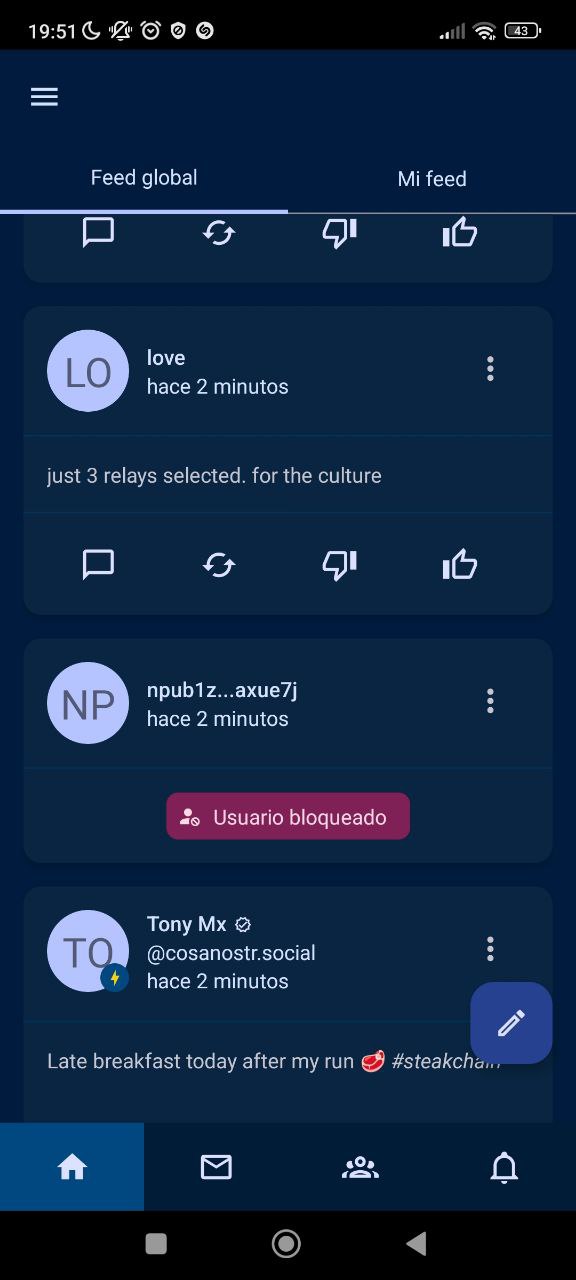 19:51
43
Feed global
Mi feed
LO
love
hace 2 minutos
just 3 relays selected. for the culture
NP
npub1z...axue7j
hace 2 minutos
Usuario bloqueado
TO
Tony Mx
@cosanostr.social
hace 2 minutos
Late breakfast today after my run 🥩 #steakchain